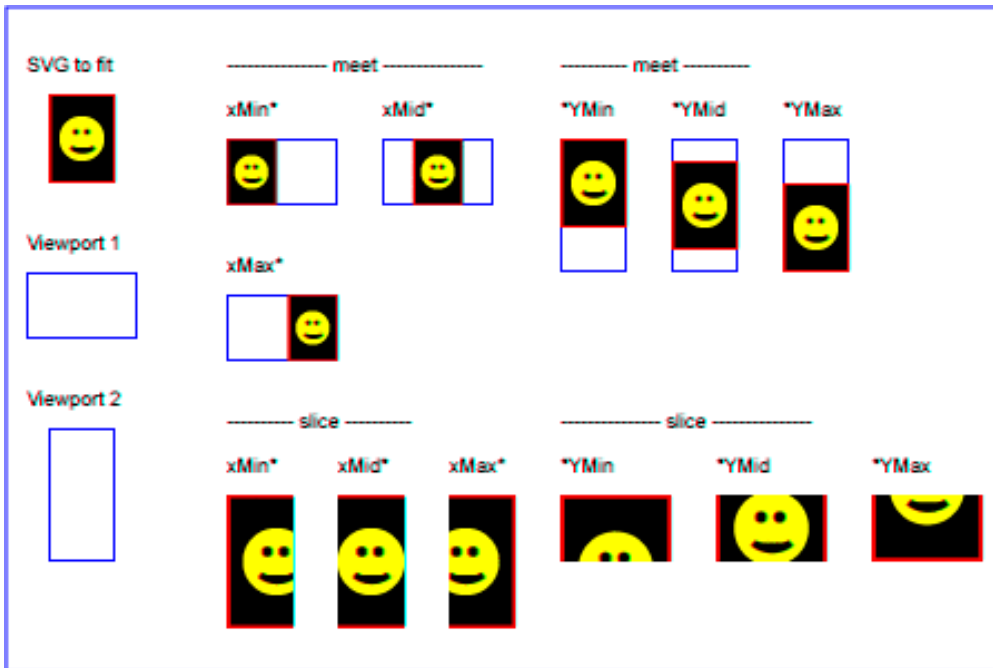 SVG to fit
--------------- meet ---------------
---------- meet ----------
xMin*
xMid*
*YMin
*YMid
*YMax
Viewport 1
xMax*
Viewport 2
---------- slice ----------
--------------- slice ---------------
xMin*
xMid*
xMax*
*YMin
*YMid
*YMax